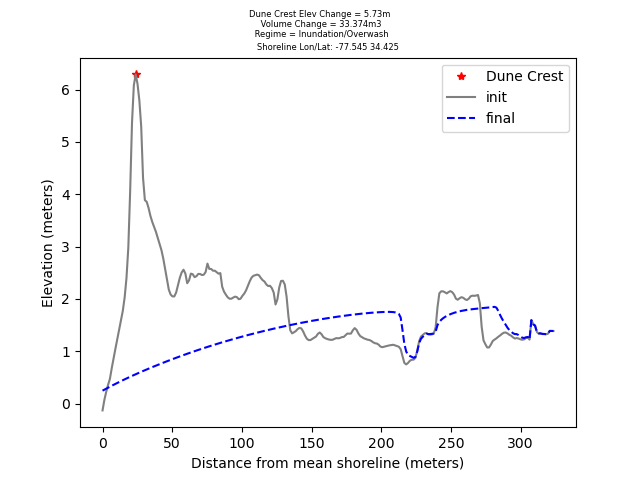 Dune Crest Elev Change = 5.73m
Volume Change = 33.374m3
Regime = Inundation/Overwash
Shoreline Lon/Lat: -77.545 34.425
Dune Crest
init
final
Elevation (meters)
6
5
4
3
2
1
0
0 50 100 150 200 250 300
Distance from mean shoreline (meters)